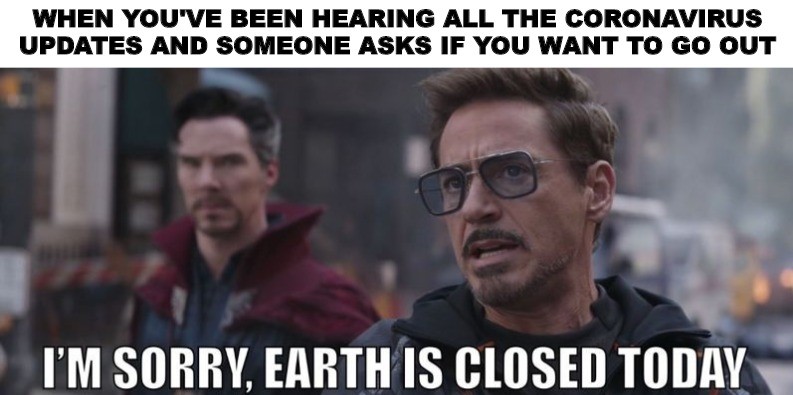 WHEN YOU'VE BEEN HEARING ALL THE CORONAVIRUS
UPDATES AND SOMEONE ASKS IF YOU WANT TO GO OUT
I'M SORRY, EARTH IS CLOSED TODAY